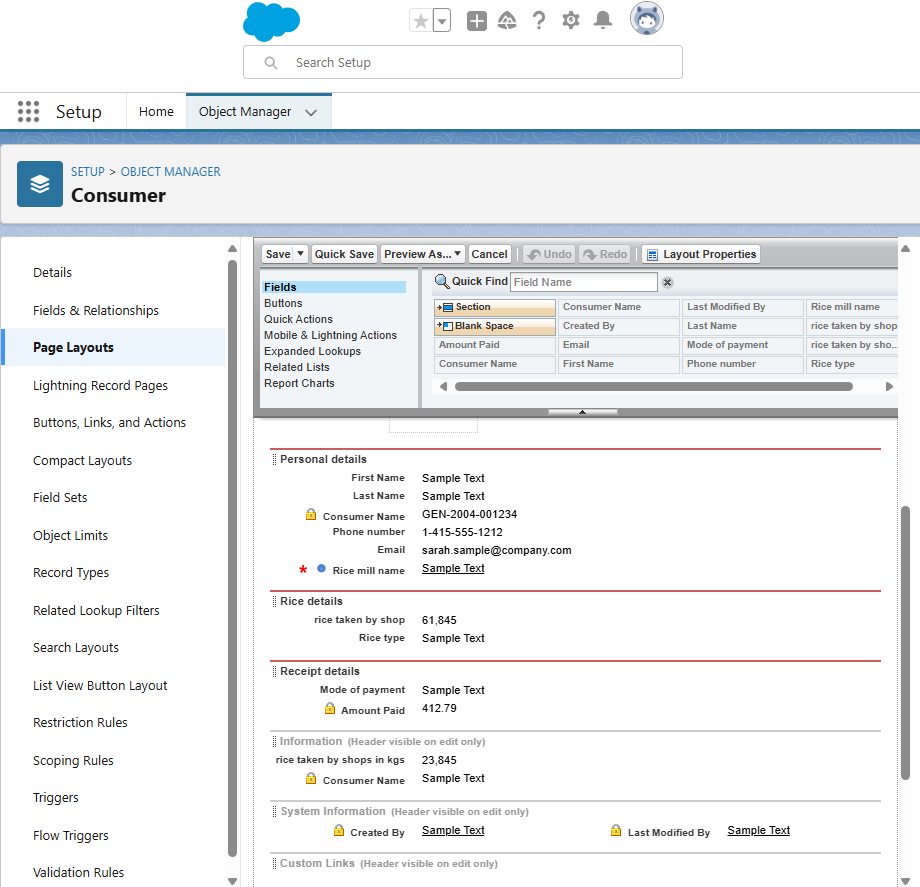 Search Setup
Setup Home Object Manager
SETUP > OBJECT MANAGER
Consumer
Details
Fields & Relationships
Page Layouts
Lightning Record Pages
Buttons, Links, and Actions
Compact Layouts
Field Sets
Object Limits
Record Types
Related Lookup Filters
Search Layouts
List View Button Layout
Restriction Rules
Scoping Rules
Triggers
Flow Triggers
Validation Rules
Save Quick Save Preview As... Cancel Undo Redo Layout Properties
Fields
Buttons
Quick Actions
Mobile & Lightning Actions
Expanded Lookups
Related Lists
Report Charts
Quick Find Field Name
Section Consumer Name Last Modified By Rice mill name
Blank Space Created By Last Name rice taken by shop
Amount Paid Email Mode of payment rice taken by sho...
Consumer Name First Name Phone number Rice type
Personal details
First Name Sample Text
Last Name Sample Text
Consumer Name GEN-2004-001234
Phone number 1-415-555-1212
Email sarah.sample@company.com
* Rice mill name Sample Text
Rice details
rice taken by shop 61,845
Rice type Sample Text
Receipt details
Mode of payment Sample Text
Amount Paid 412.79
Information (Header visible on edit only)
rice taken by shops in kgs 23,845
Consumer Name Sample Text
System Information (Header visible on edit only)
Created By Sample Text Last Modified By Sample Text
Custom Links (Header visible on edit only)